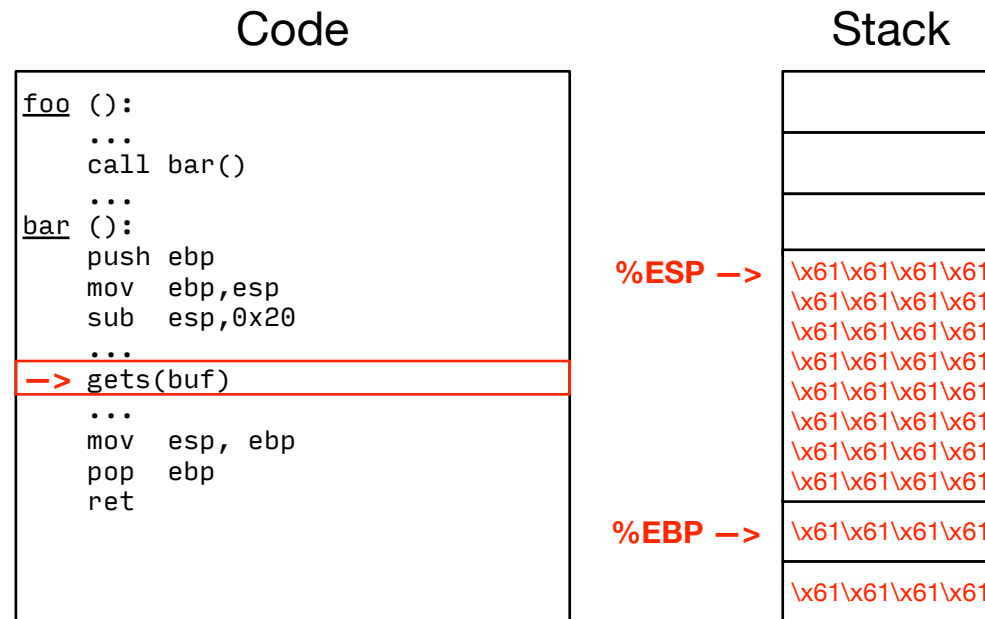 Code
foo ():
...
call bar()
...
bar ():
push ebp
mov ebp,esp
sub esp,0x20
...
—> gets(buf)
...
mov esp, ebp
pop ebp
ret
Stack
%ESP —>
\x61\x61\x61\x61
\x61\x61\x61\x61
\x61\x61\x61\x61
\x61\x61\x61\x61
\x61\x61\x61\x61
\x61\x61\x61\x61
\x61\x61\x61\x61
\x61\x61\x61\x61
%EBP —> \x61\x61\x61\x61
\x61\x61\x61\x61